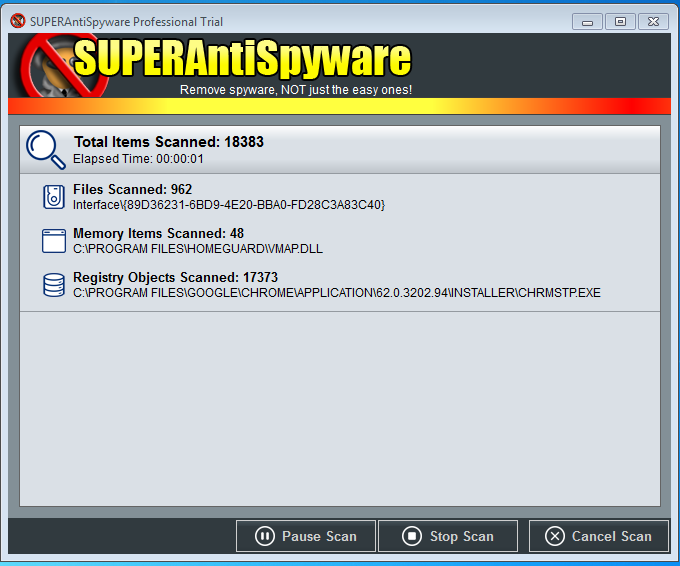 SUPERAntiSpyware Professional Trial
SUPERAntiSpyware
Remove spyware, NOT just the easy ones!
Total Items Scanned: 18383
Elapsed Time: 00:00:01
Files Scanned: 962
Interface\{89D36231-6BD9-4E20-BBA0-FD28C3A83C40}
Memory Items Scanned: 48
C:\PROGRAM FILES\HOMEGUARD\VMAP.DLL
Registry Objects Scanned: 17373
C:\PROGRAM FILES\GOOGLE\CHROME\APPLICATION\62.0.3202.94\INSTALLER\CHRMSTP.EXE
Pause Scan Stop Scan Cancel Scan